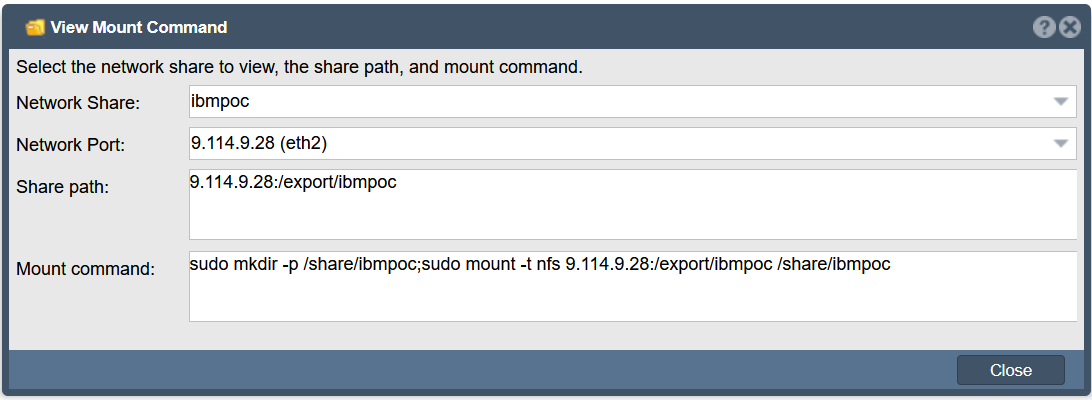 View Mount Command
Select the network share to view, the share path, and mount command.
Network Share: ibmpoc
Network Port: 9.114.9.28 (eth2)
Share path: 9.114.9.28:/export/ibmpoc
Mount command: sudo mkdir -p /share/ibmpoc;sudo mount -t nfs 9.114.9.28:/export/ibmpoc /share/ibmpoc
Close